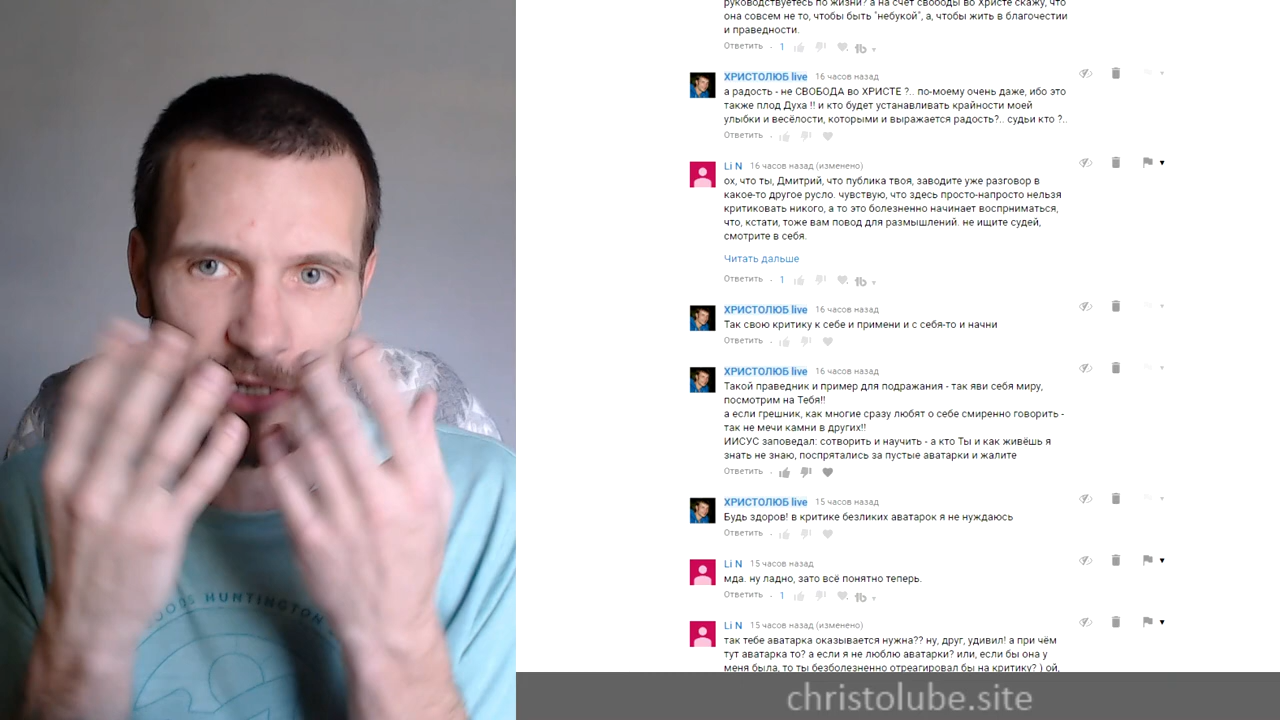 руководствуетесь по жизни? а на счет свободы во Христе скажу, что
она совсем не то, чтобы быть "небукой", а, чтобы жить в благочестии
и праведности.
Ответить · 1
ХРИСТОЛЮБ live 16 часов назад
а радость - не СВОБОДА во ХРИСТЕ ?.. по-моему очень даже, ибо это
также плод Духа !! и кто будет устанавливать крайности моей
улыбки и весёлости, которыми и выражается радость?.. судьи кто ?..
Ответить ·
Li N 16 часов назад (изменено)
ох, что ты, Дмитрий, что публика твоя, заводите уже разговор в
какое-то другое русло. чувствую, что здесь просто-напросто нельзя
критиковать никого, а то это болезненно начинает восприниматься,
что, кстати, тоже вам повод для размышлений. не ищите судей,
смотрите в себя.
Читать дальше
Ответить · 1
ХРИСТОЛЮБ live 16 часов назад
Так свою критику к себе и примени и с себя-то и начни
Ответить ·
ХРИСТОЛЮБ live 16 часов назад
Такой праведник и пример для подражания - так яви себя миру,
посмотрим на Тебя!!
а если грешник, как многие сразу любят о себе смиренно говорить -
так не мечи камни в других!!
ИИСУС заповедал: сотворить и научить - а кто Ты и как живёшь я
знать не знаю, поспрятались за пустые аватарки и жалите
Ответить ·
ХРИСТОЛЮБ live 15 часов назад
Будь здоров! в критике безликих аватарок я не нуждаюсь
Ответить ·
Li N 15 часов назад
мда. ну ладно, зато всё понятно теперь.
Ответить · 1
Li N 15 часов назад (изменено)
так тебе аватарка оказывается нужна?? ну, друг, удивил! а при чём
тут аватарка то? а если я не люблю аватарки? или, если бы она у
меня была, то ты безболезненно отреагировал бы на критику? ) ой,
HUNTINGTON
christolube.site